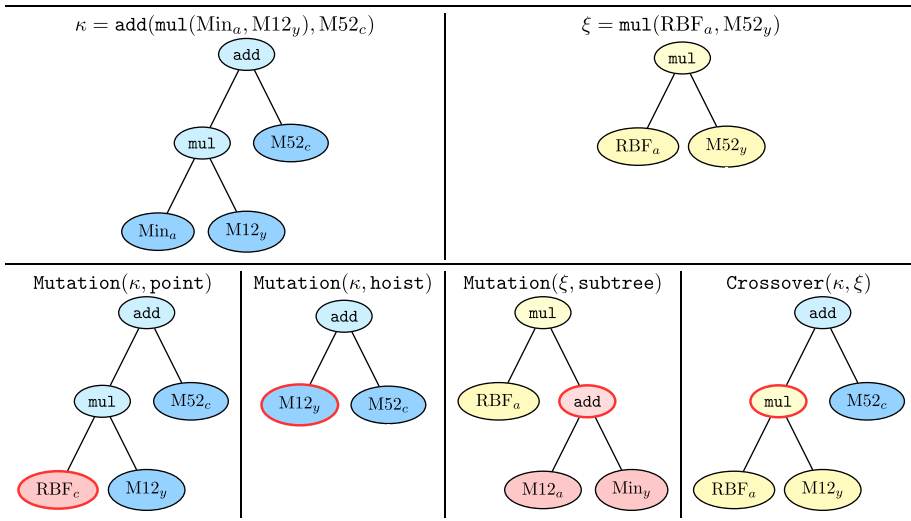 κ = add(mul(Min_a, M12_y), M52_c)
add
mul
M52_c
Min_a
M12_y
ξ = mul(RBF_a, M52_y)
mul
RBF_a
M52_y
Mutation(κ, point)
add
mul
M52_c
RBF_c
M12_y
Mutation(κ, hoist)
add
M12_y
M52_c
Mutation(ξ, subtree)
mul
RBF_a
add
M12_a
Min_y
Crossover(κ, ξ)
add
mul
M52_c
RBF_a
M12_y